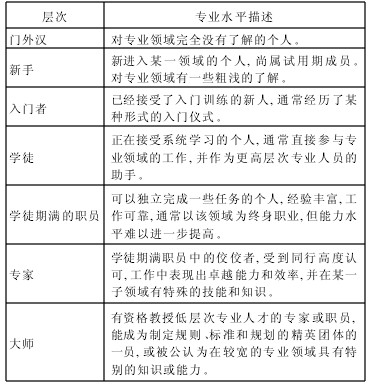 层次 专业水平描述
门外汉 对专业领域完全没有了解的个人。
新手 新进入某一领域的个人,尚属试用期成员。
对专业领域有一些粗浅的了解。
入门者 已经接受了入门训练的新人,通常经历了某
种形式的入门仪式。
学徒 正在接受系统学习的个人,通常直接参与专
业领域的工作,并作为更高层次专业人员的
助手。
学徒期满的职员 可以独立完成一些任务的个人,经验丰富,工
作可靠,通常以该领域为终身职业,但能力水
平难以进一步提高。
专家 学徒期满职员中的佼佼者,受到同行高度认
可,工作中表现出卓越能力和效率,并在某一
子领域有特殊的技能和知识。
大师 有资格教授低层次专业人才的专家或职员,
能成为制定规则、标准和规划的精英团体的
一员,或被公认为在较宽的专业领域具有特
别的知识或能力。